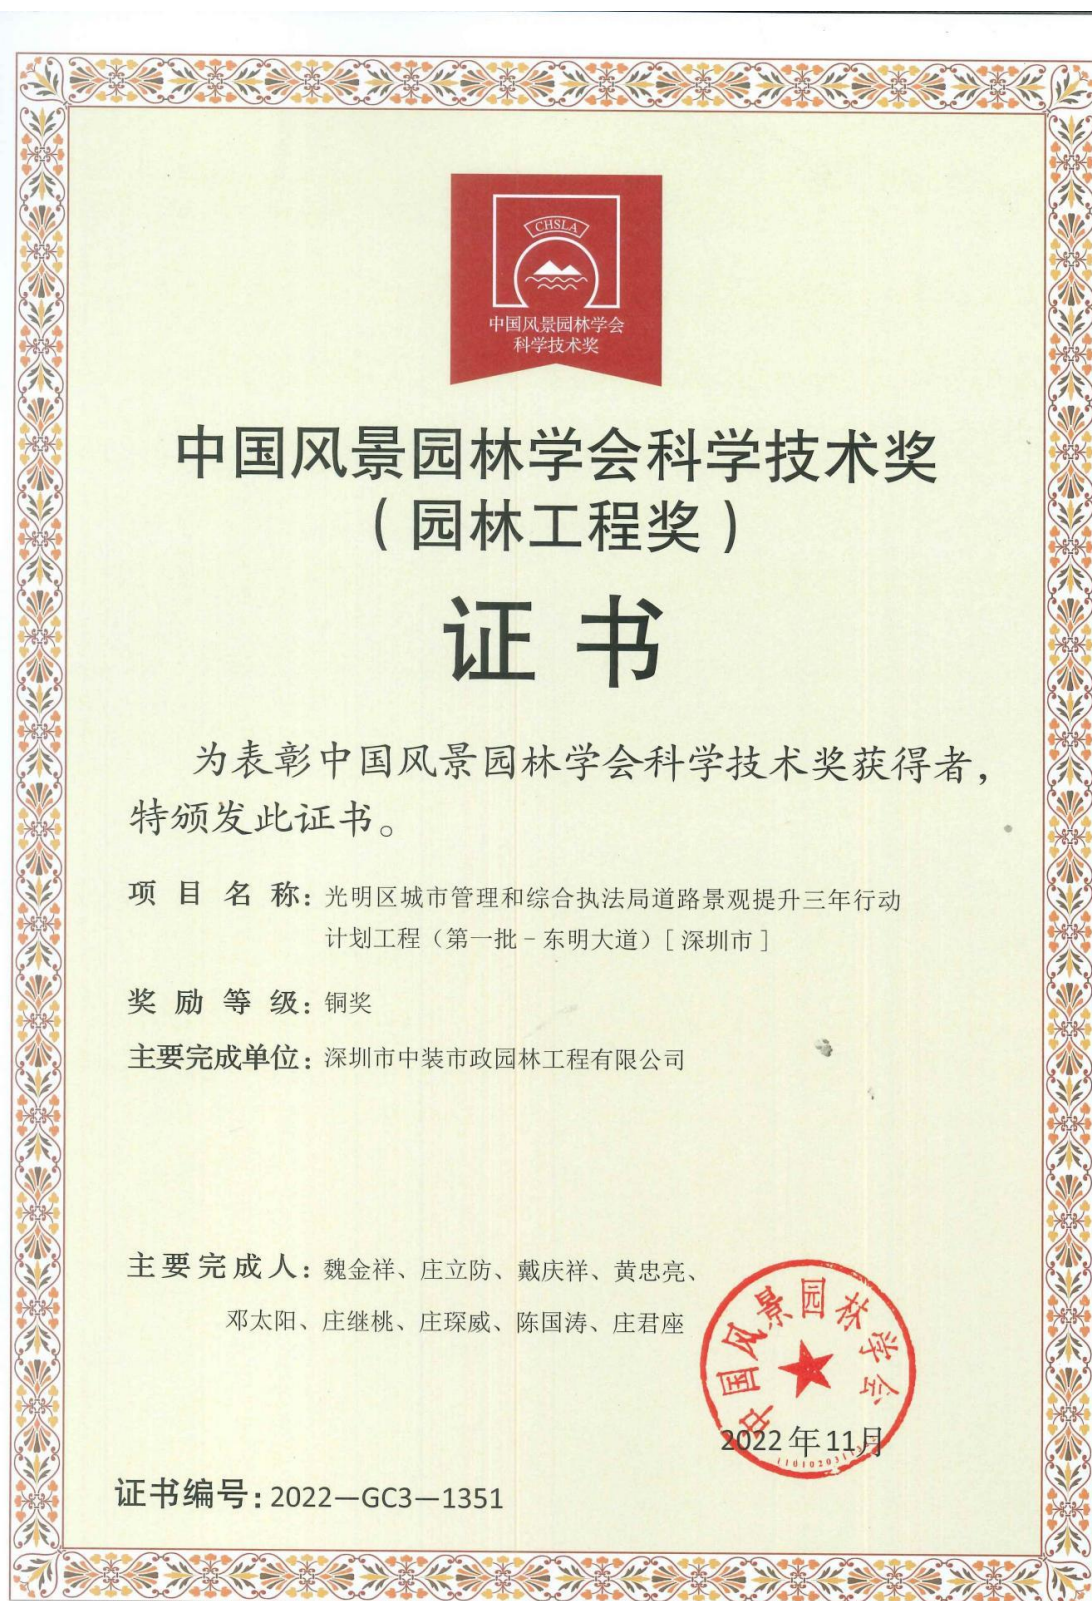 CHSLA
中国风景园林学会
科学技术奖
中国风景园林学会科学技术奖
（园林工程奖）
证书
为表彰中国风景园林学会科学技术奖获得者，
特颁发此证书。
项目名称：光明区城市管理和综合执法局道路景观提升三年行动
计划工程（第一批–东明大道）[深圳市]
奖励等级：铜奖
主要完成单位：深圳市中装市政园林工程有限公司
主要完成人：魏金祥、庄立防、戴庆祥、黄忠亮、
邓太阳、庄继桃、庄琛威、陈国涛、庄君座
中国风景园林学会
2022年11月
证书编号：2022—GC3—1351